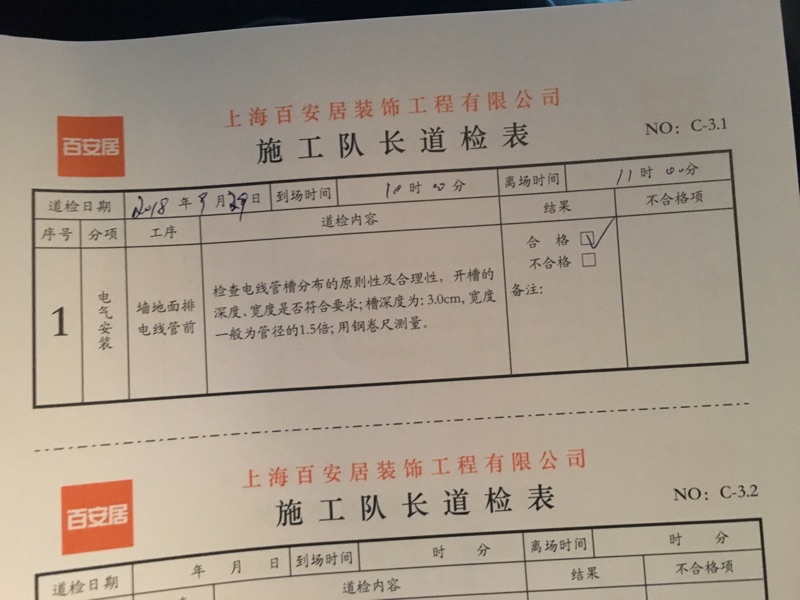 上海百安居装饰工程有限公司
百安居
施工队长道检表
NO：C-3.1
道检日期 2018 年 9 月 29 日 到场时间 10 时 00 分 离场时间 11 时 00 分
序号 分项 工序 道检内容 结果 不合格项
1 电气安装 墙地面排电线管前
检查电线管槽分布的原则性及合理性，开槽的
深度、宽度是否符合要求；槽深度为：3.0cm，宽度
一般为管径的1.5倍；用钢卷尺测量。
合 格 ☑
不合格 □
备注：
上海百安居装饰工程有限公司
百安居
施工队长道检表
NO：C-3.2
道检日期 年 月 日 到场时间 时 分 离场时间 时 分
道检内容 结果 不合格项